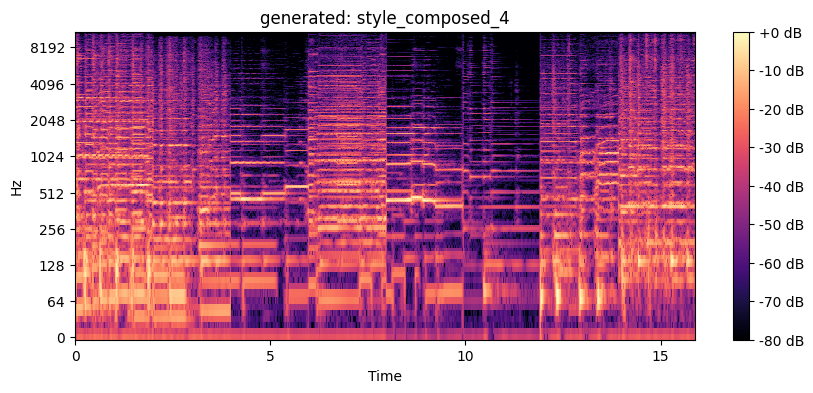 generated: style_composed_4
Hz
8192
4096
2048
1024
512
256
128
64
0
0
5
10
15
Time
+0 dB
-10 dB
-20 dB
-30 dB
-40 dB
-50 dB
-60 dB
-70 dB
-80 dB